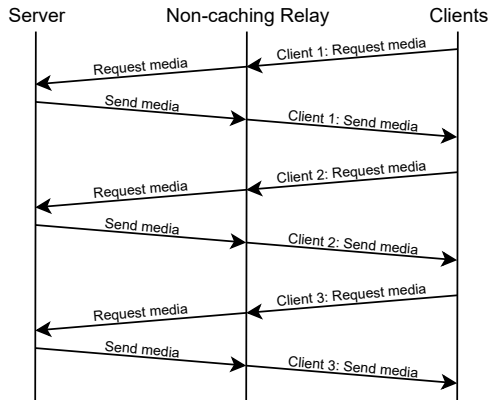 Server
Non-caching Relay
Clients
Client 1: Request media
Request media
Send media
Client 1: Send media
Client 2: Request media
Request media
Send media
Client 2: Send media
Client 3: Request media
Request media
Send media
Client 3: Send media